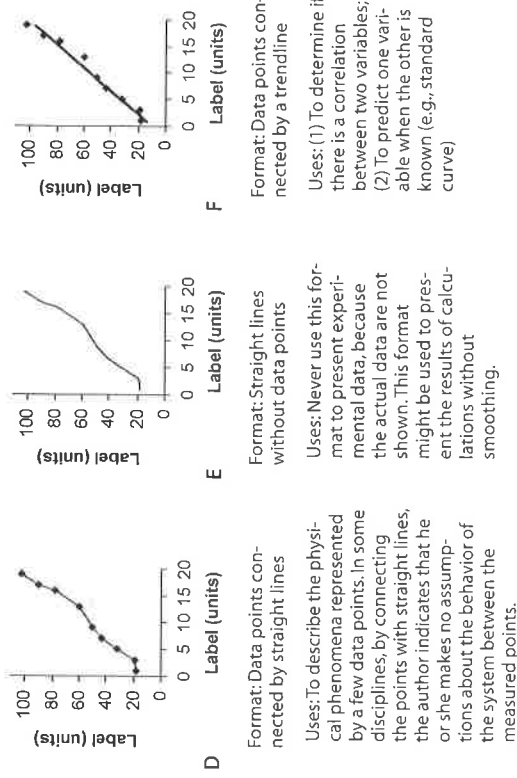 Label (units)
100
80
60
40
20
0
0 5 10 15 20
Label (units)
D
Format: Data points con-
nected by straight lines
Uses: To describe the physi-
cal phenomena represented
by a few data points. In some
disciplines, by connecting
the points with straight lines,
the author indicates that he
or she makes no assump-
tions about the behavior of
the system between the
measured points.
Label (units)
100
80
60
40
20
0
0 5 10 15 20
Label (units)
E
Format: Straight lines
without data points
Uses: Never use this for-
mat to present experi-
mental data, because
the actual data are not
shown. This format
might be used to pres-
ent the results of calcu-
lations without
smoothing.
Label (units)
100
80
60
40
20
0
0 5 10 15 20
Label (units)
F
Format: Data points con-
nected by a trendline
Uses: (1) To determine if
there is a correlation
between two variables;
(2) To predict one vari-
able when the other is
known (e.g., standard
curve)